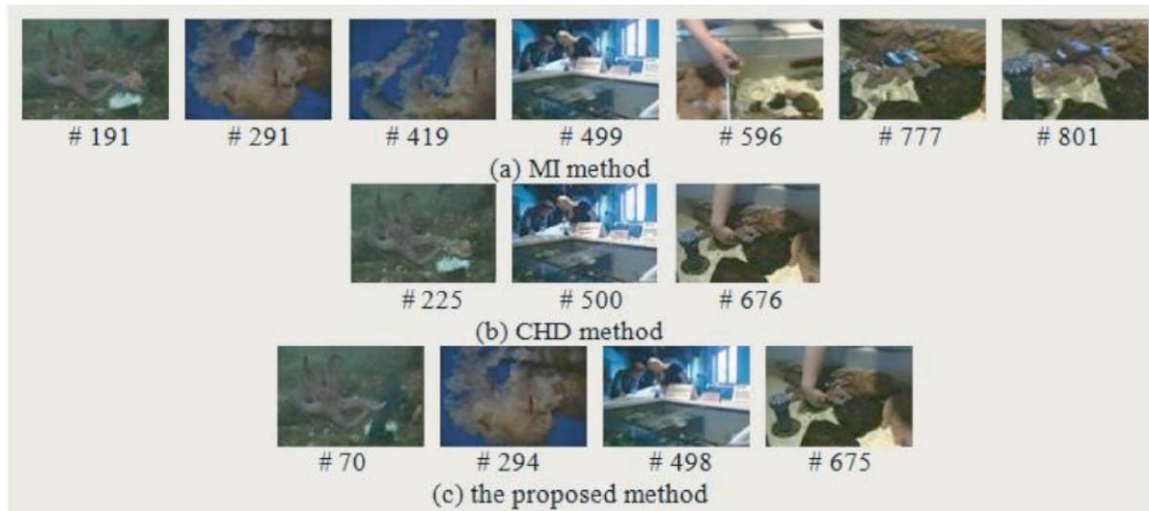 # 191 # 291 # 419 # 499 # 596 # 777 # 801
(a) MI method
# 225 # 500 # 676
(b) CHD method
# 70 # 294 # 498 # 675
(c) the proposed method